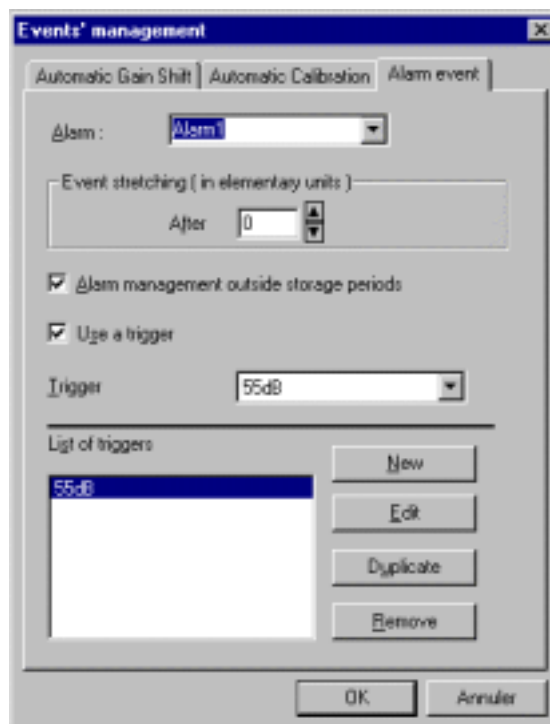 Events' management
Automatic Gain Shift
Automatic Calibration
Alarm event
Alarm :
Alarm1
Event stretching ( in elementary units )
After
0
Alarm management outside storage periods
Use a trigger
Trigger
55dB
List of triggers
55dB
New
Edit
Duplicate
Remove
OK
Annuler